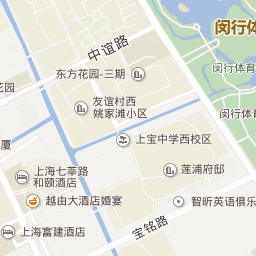 闵行体
中谊路
东方花园-三期
闵行体育
花园
友谊村西
姚家滩小区
闵行体育
厦
上宝中学西校区
上海七莘路
和颐酒店
莲浦府邸
越由大酒店婚宴
智昕英语俱乐
上海富建酒店
宝铭路